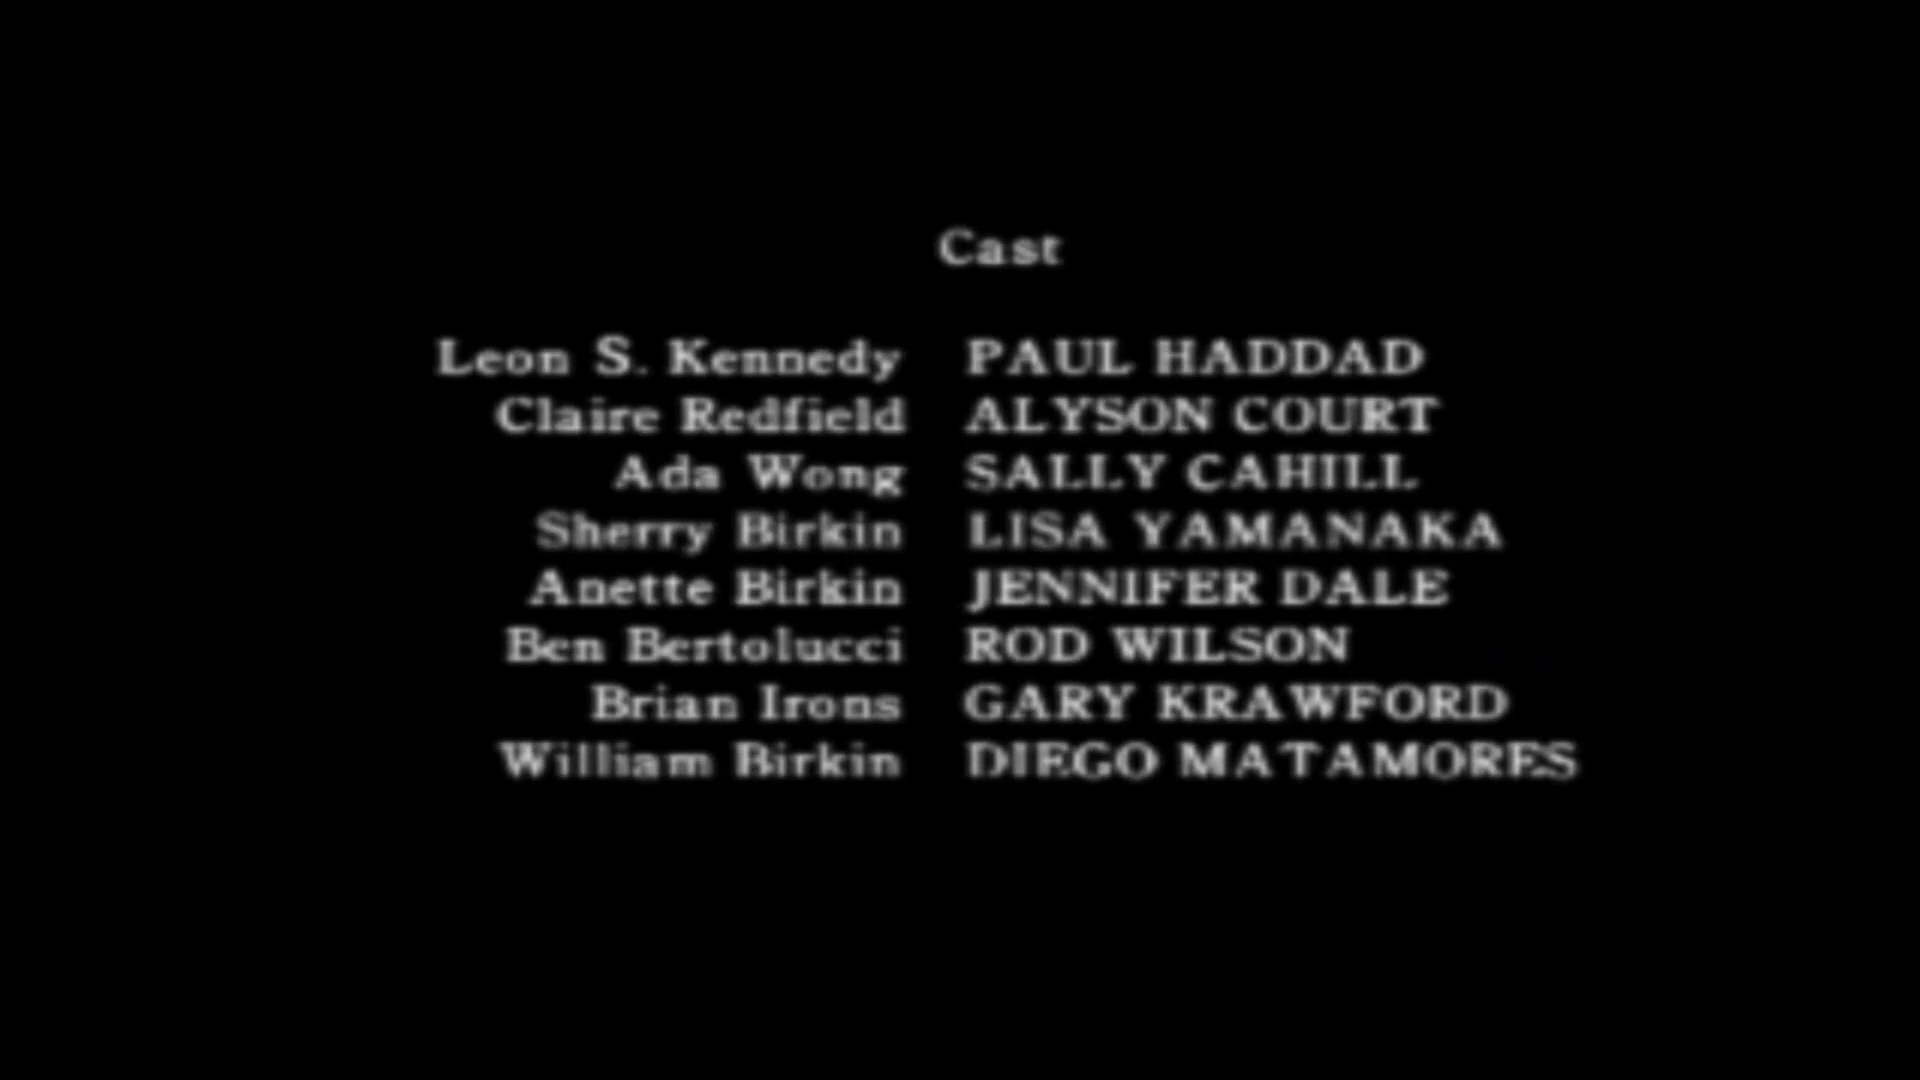 Cast
Leon S. Kennedy PAUL HADDAD
Claire Redfield ALYSON COURT
Ada Wong SALLY CAHILL
Sherry Birkin LISA YAMANAKA
Anette Birkin JENNIFER DALE
Ben Bertolucci ROD WILSON
Brian Irons GARY KRAWFORD
William Birkin DIEGO MATAMORES